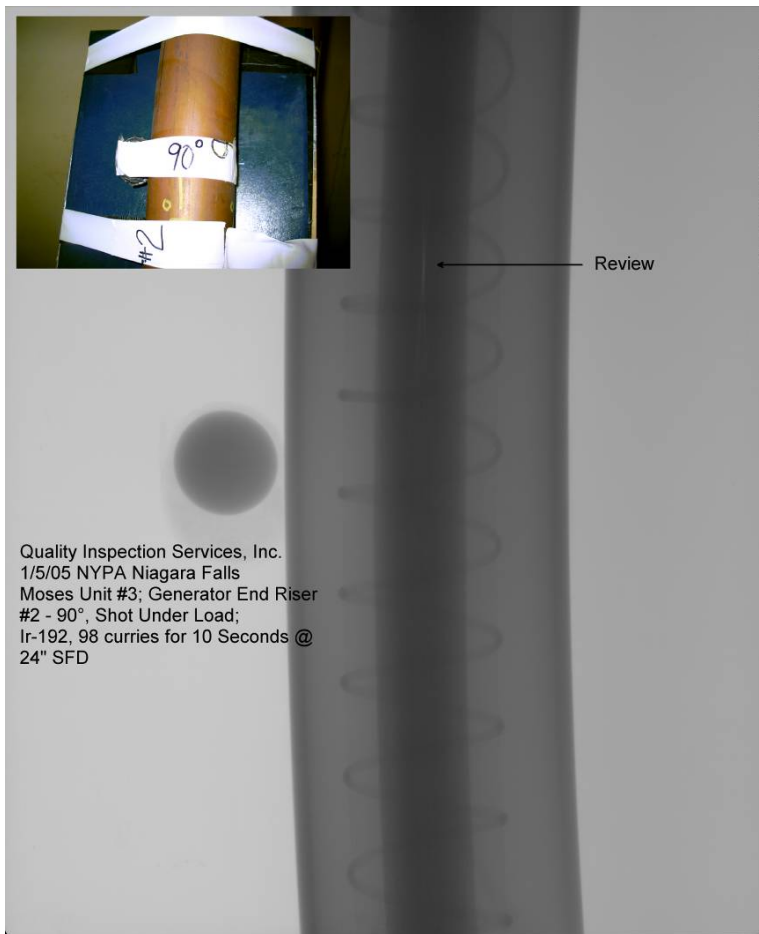 90°
#2
Review
Quality Inspection Services, Inc.
1/5/05 NYPA Niagara Falls
Moses Unit #3; Generator End Riser
#2 - 90°, Shot Under Load;
Ir-192, 98 curries for 10 Seconds @
24" SFD